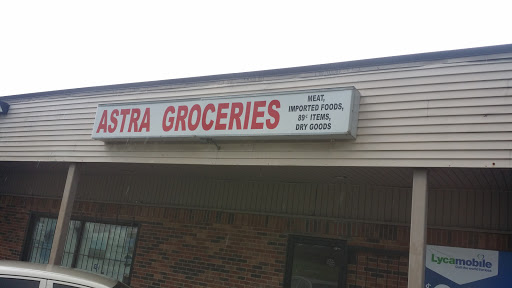 ASTRA GROCERIES
MEAT,
IMPORTED FOODS,
89¢ ITEMS,
DRY GOODS
Lycamobile